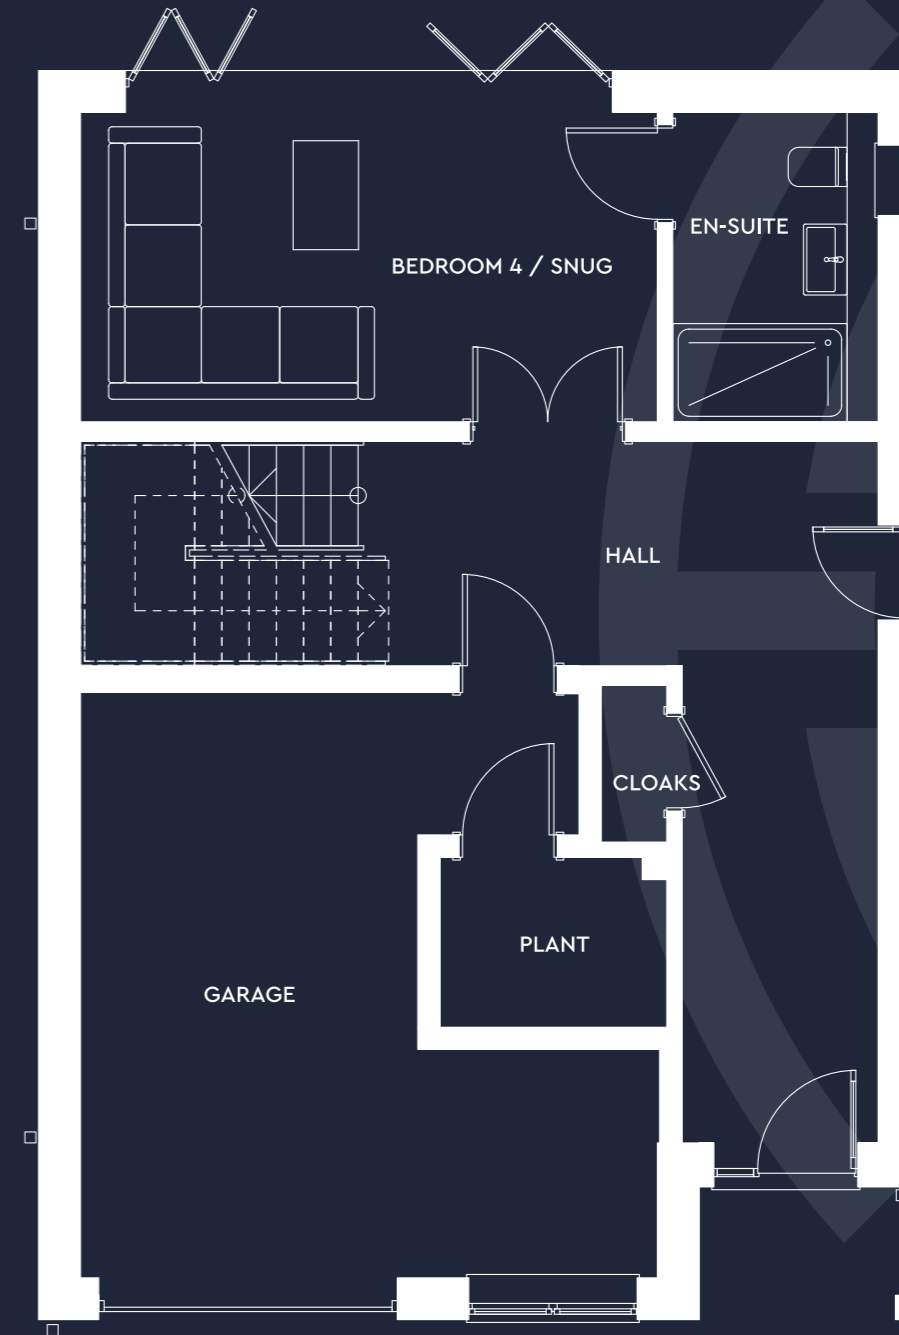 EN-SUITE
BEDROOM 4 / SNUG
HALL
CLOAKS
PLANT
GARAGE